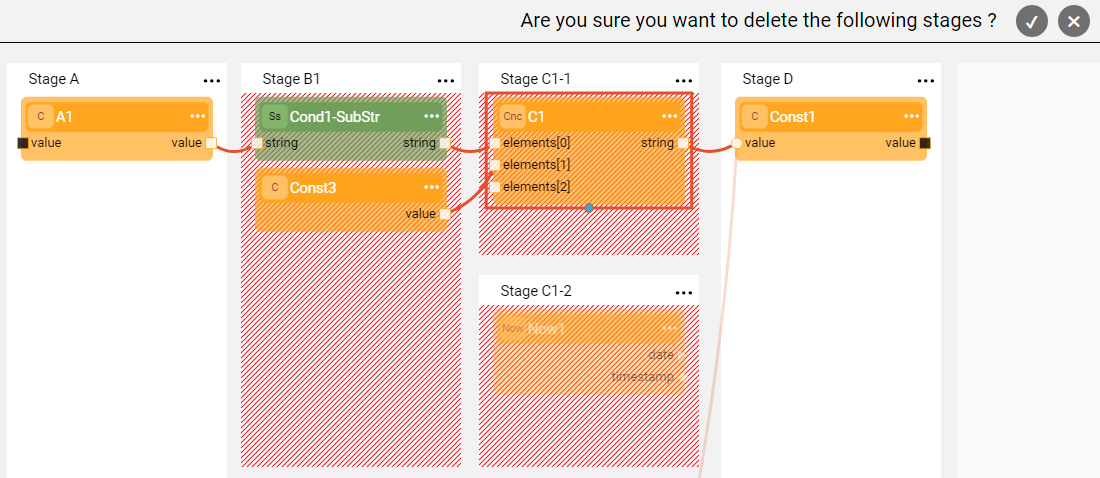 Are you sure you want to delete the following stages ?
Stage A
C A1
value value
Stage B1
Ss Cond1-SubStr
string string
C Const3
value
Stage C1-1
Cnc C1
elements[0] string
elements[1]
elements[2]
Stage C1-2
Now Now1
date
timestamp
Stage D
C Const1
value value